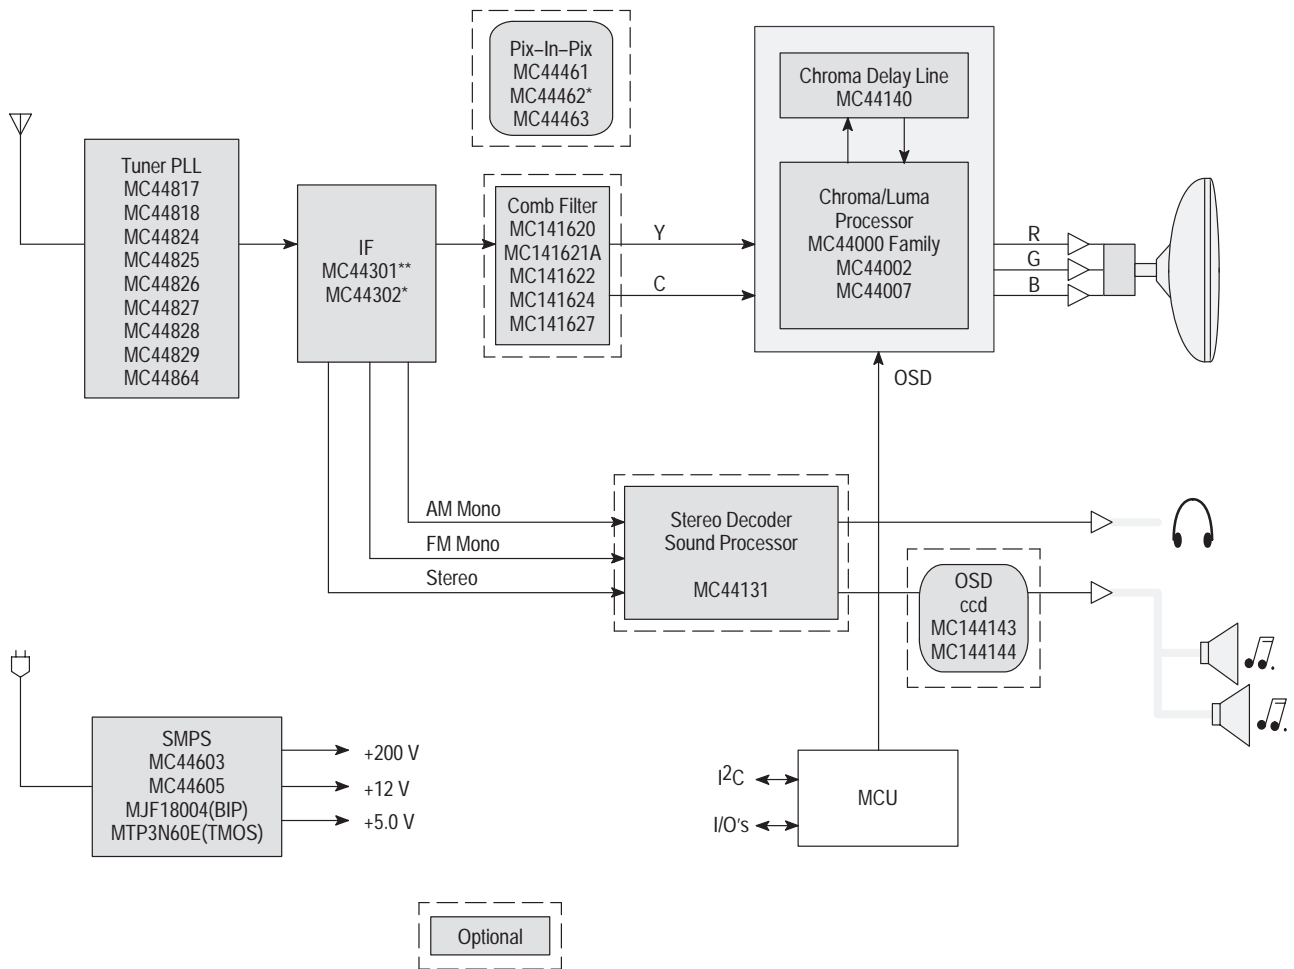 Pix–In–Pix
MC44461
MC44462*
MC44463
Chroma Delay Line
MC44140
Tuner PLL
MC44817
MC44818
MC44824
MC44825
MC44826
MC44827
MC44828
MC44829
MC44864
IF
MC44301**
MC44302*
Comb Filter
MC141620
MC141621A
MC141622
MC141624
MC141627
Y
C
Chroma/Luma
Processor
MC44000 Family
MC44002
MC44007
R
G
B
OSD
AM Mono
FM Mono
Stereo
Stereo Decoder
Sound Processor
MC44131
OSD
ccd
MC144143
MC144144
SMPS
MC44603
MC44605
MJF18004(BIP)
MTP3N60E(TMOS)
+200 V
+12 V
+5.0 V
I2C
I/O's
MCU
Optional